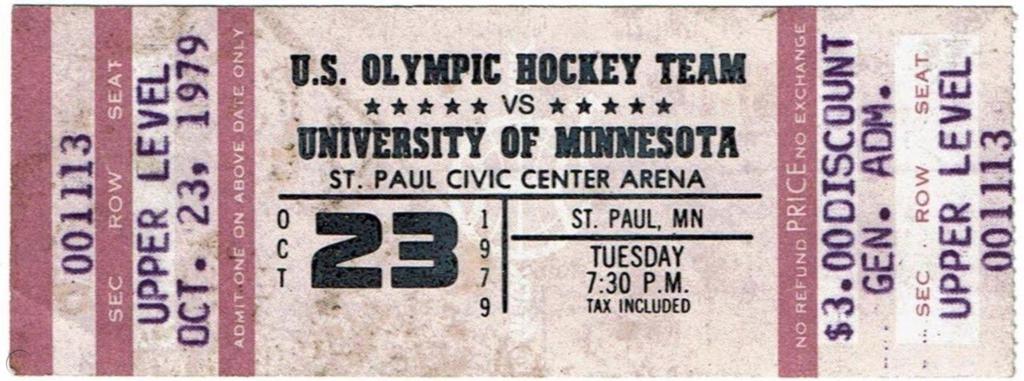 001113
SEC ROW SEAT
UPPER LEVEL
OCT. 23, 1979
ADMIT ONE ON ABOVE DATE ONLY
U.S. OLYMPIC HOCKEY TEAM
★★★★★ VS ★★★★★
UNIVERSITY OF MINNESOTA
ST. PAUL CIVIC CENTER ARENA
OCT 23 1979
ST. PAUL, MN
TUESDAY
7:30 P.M.
TAX INCLUDED
NO REFUND PRICE NO EXCHANGE
$3.00DISCOUNT
GEN. ADM.
SEC. ROW SEAT
UPPER LEVEL
001113